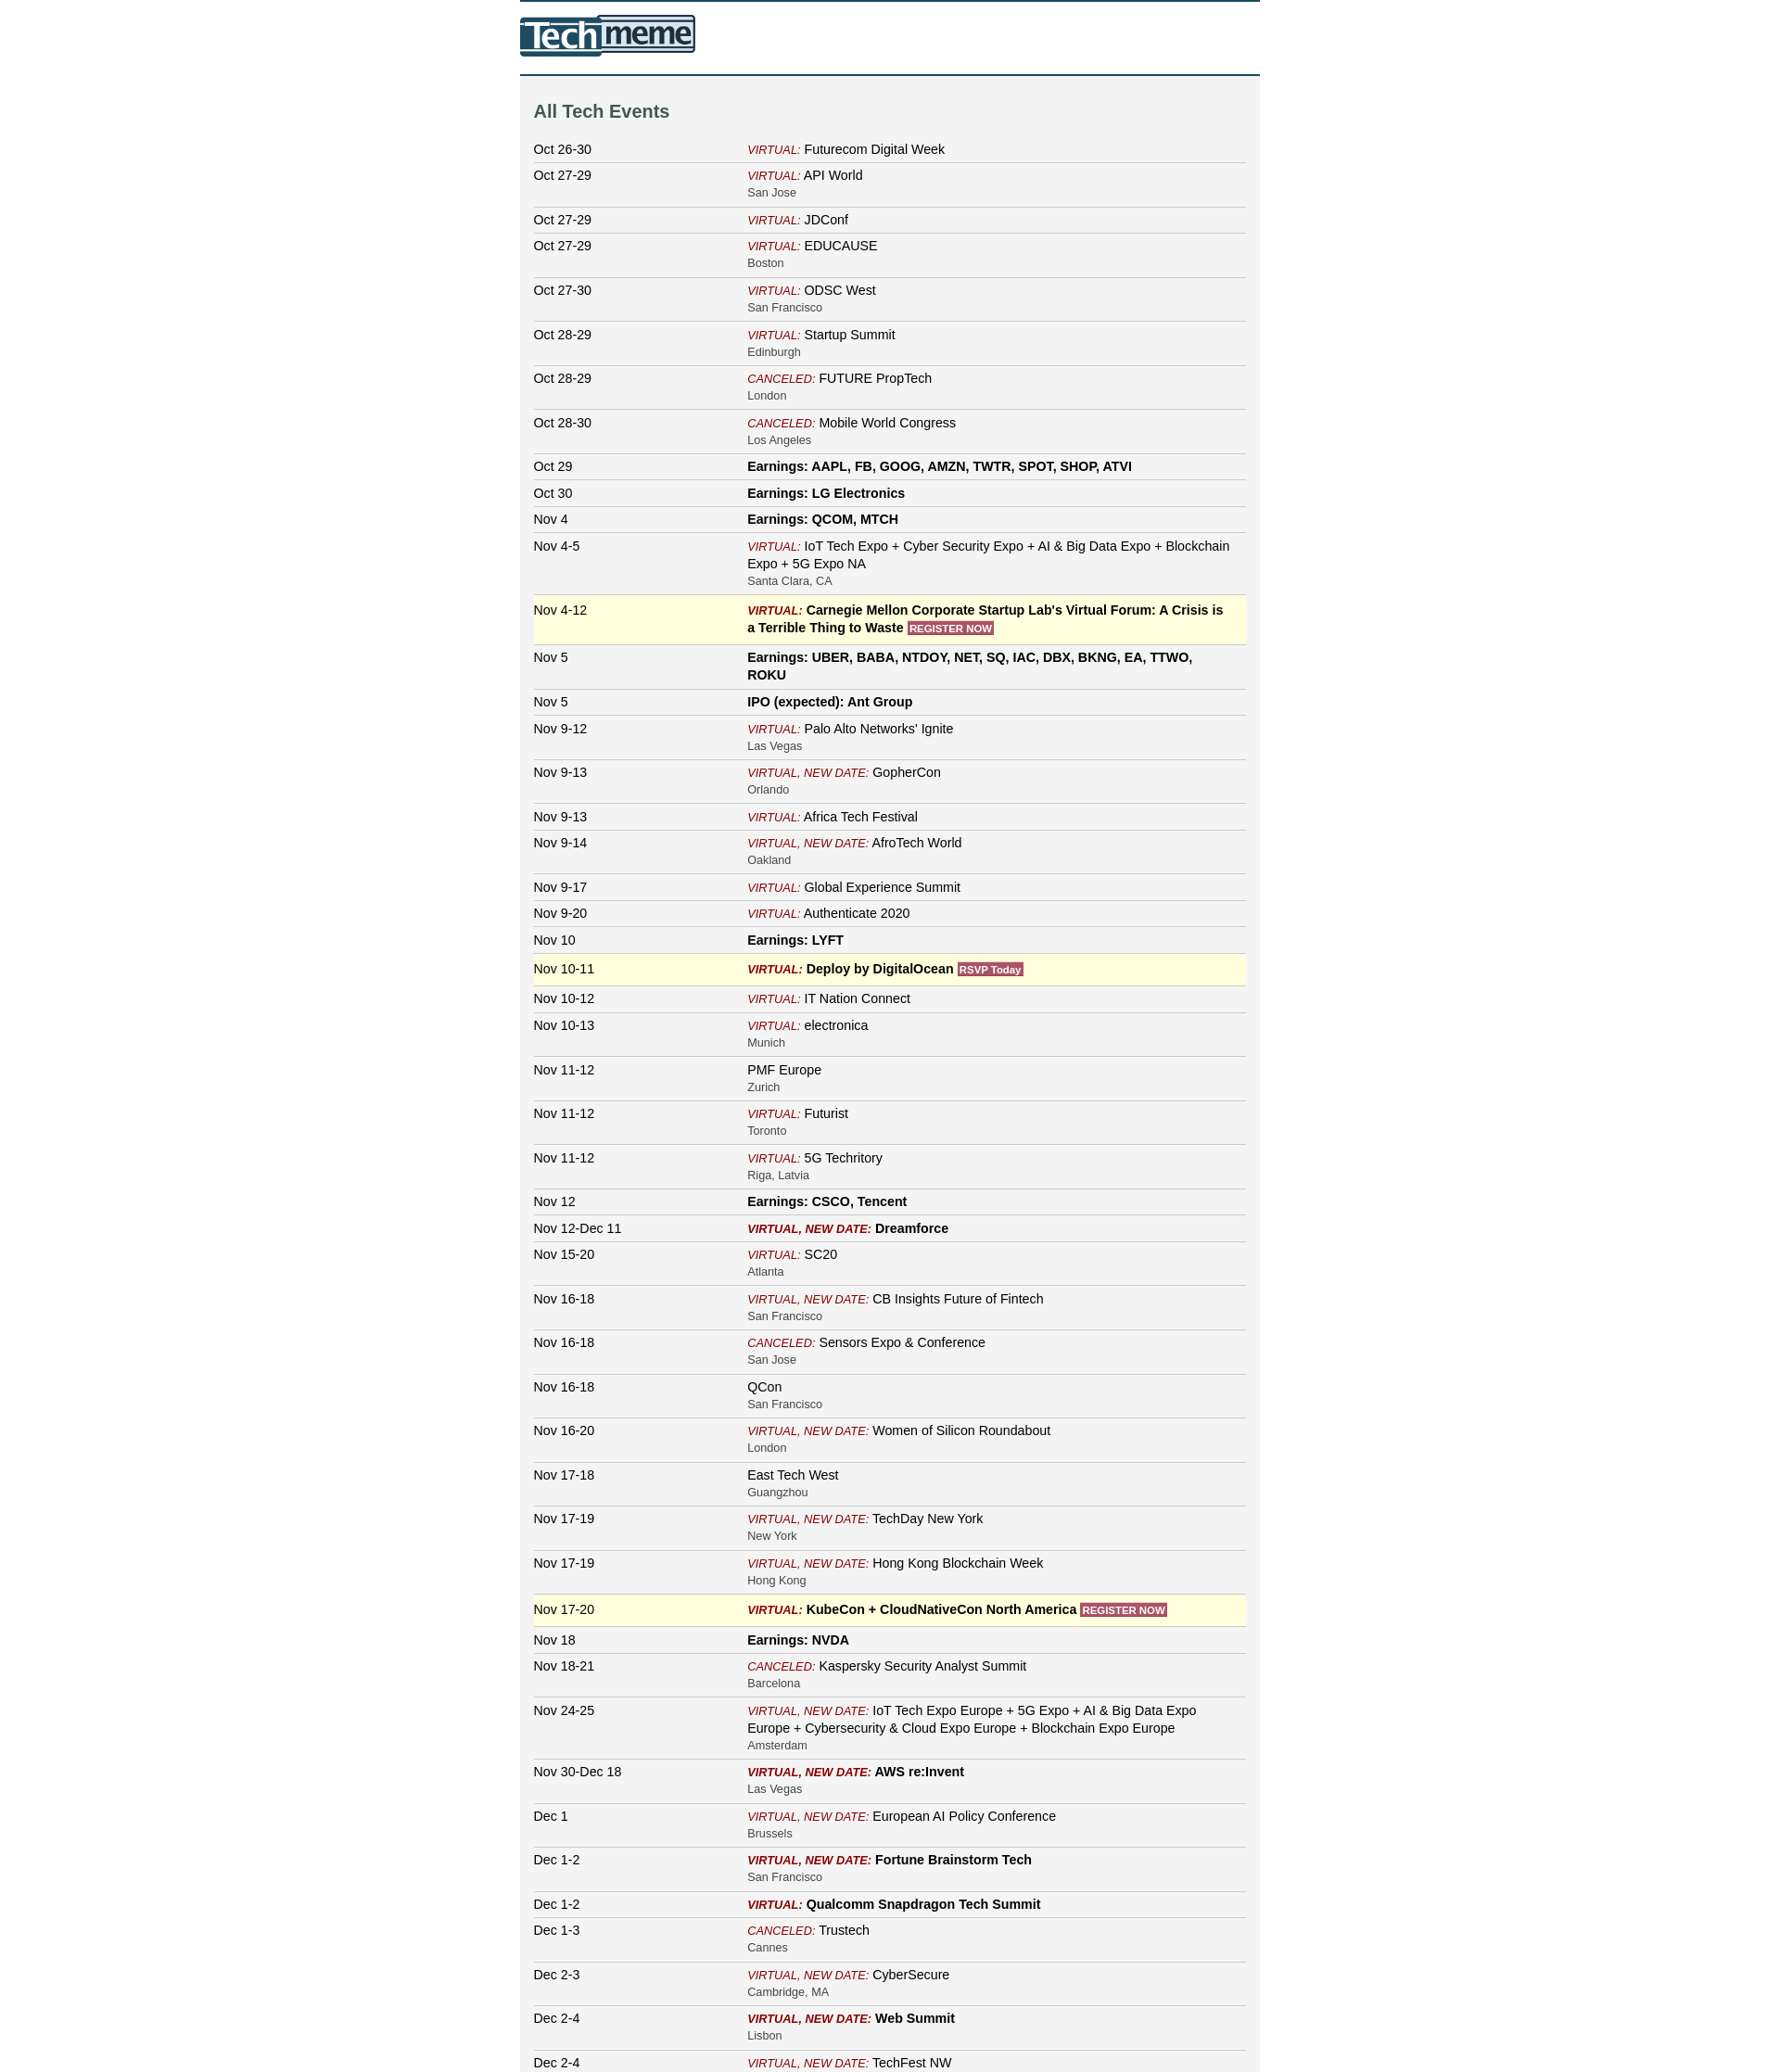 Techmeme
All Tech Events
Oct 26-30 VIRTUAL: Futurecom Digital Week
Oct 27-29 VIRTUAL: API World
San Jose
Oct 27-29 VIRTUAL: JDConf
Oct 27-29 VIRTUAL: EDUCAUSE
Boston
Oct 27-30 VIRTUAL: ODSC West
San Francisco
Oct 28-29 VIRTUAL: Startup Summit
Edinburgh
Oct 28-29 CANCELED: FUTURE PropTech
London
Oct 28-30 CANCELED: Mobile World Congress
Los Angeles
Oct 29 Earnings: AAPL, FB, GOOG, AMZN, TWTR, SPOT, SHOP, ATVI
Oct 30 Earnings: LG Electronics
Nov 4 Earnings: QCOM, MTCH
Nov 4-5 VIRTUAL: IoT Tech Expo + Cyber Security Expo + AI & Big Data Expo + Blockchain
Expo + 5G Expo NA
Santa Clara, CA
Nov 4-12 VIRTUAL: Carnegie Mellon Corporate Startup Lab's Virtual Forum: A Crisis is
a Terrible Thing to Waste REGISTER NOW
Nov 5 Earnings: UBER, BABA, NTDOY, NET, SQ, IAC, DBX, BKNG, EA, TTWO,
ROKU
Nov 5 IPO (expected): Ant Group
Nov 9-12 VIRTUAL: Palo Alto Networks' Ignite
Las Vegas
Nov 9-13 VIRTUAL, NEW DATE: GopherCon
Orlando
Nov 9-13 VIRTUAL: Africa Tech Festival
Nov 9-14 VIRTUAL, NEW DATE: AfroTech World
Oakland
Nov 9-17 VIRTUAL: Global Experience Summit
Nov 9-20 VIRTUAL: Authenticate 2020
Nov 10 Earnings: LYFT
Nov 10-11 VIRTUAL: Deploy by DigitalOcean RSVP Today
Nov 10-12 VIRTUAL: IT Nation Connect
Nov 10-13 VIRTUAL: electronica
Munich
Nov 11-12 PMF Europe
Zurich
Nov 11-12 VIRTUAL: Futurist
Toronto
Nov 11-12 VIRTUAL: 5G Techritory
Riga, Latvia
Nov 12 Earnings: CSCO, Tencent
Nov 12-Dec 11 VIRTUAL, NEW DATE: Dreamforce
Nov 15-20 VIRTUAL: SC20
Atlanta
Nov 16-18 VIRTUAL, NEW DATE: CB Insights Future of Fintech
San Francisco
Nov 16-18 CANCELED: Sensors Expo & Conference
San Jose
Nov 16-18 QCon
San Francisco
Nov 16-20 VIRTUAL, NEW DATE: Women of Silicon Roundabout
London
Nov 17-18 East Tech West
Guangzhou
Nov 17-19 VIRTUAL, NEW DATE: TechDay New York
New York
Nov 17-19 VIRTUAL, NEW DATE: Hong Kong Blockchain Week
Hong Kong
Nov 17-20 VIRTUAL: KubeCon + CloudNativeCon North America REGISTER NOW
Nov 18 Earnings: NVDA
Nov 18-21 CANCELED: Kaspersky Security Analyst Summit
Barcelona
Nov 24-25 VIRTUAL, NEW DATE: IoT Tech Expo Europe + 5G Expo + AI & Big Data Expo
Europe + Cybersecurity & Cloud Expo Europe + Blockchain Expo Europe
Amsterdam
Nov 30-Dec 18 VIRTUAL, NEW DATE: AWS re:Invent
Las Vegas
Dec 1 VIRTUAL, NEW DATE: European AI Policy Conference
Brussels
Dec 1-2 VIRTUAL, NEW DATE: Fortune Brainstorm Tech
San Francisco
Dec 1-2 VIRTUAL: Qualcomm Snapdragon Tech Summit
Dec 1-3 CANCELED: Trustech
Cannes
Dec 2-3 VIRTUAL, NEW DATE: CyberSecure
Cambridge, MA
Dec 2-4 VIRTUAL, NEW DATE: Web Summit
Lisbon
Dec 2-4 VIRTUAL, NEW DATE: TechFest NW